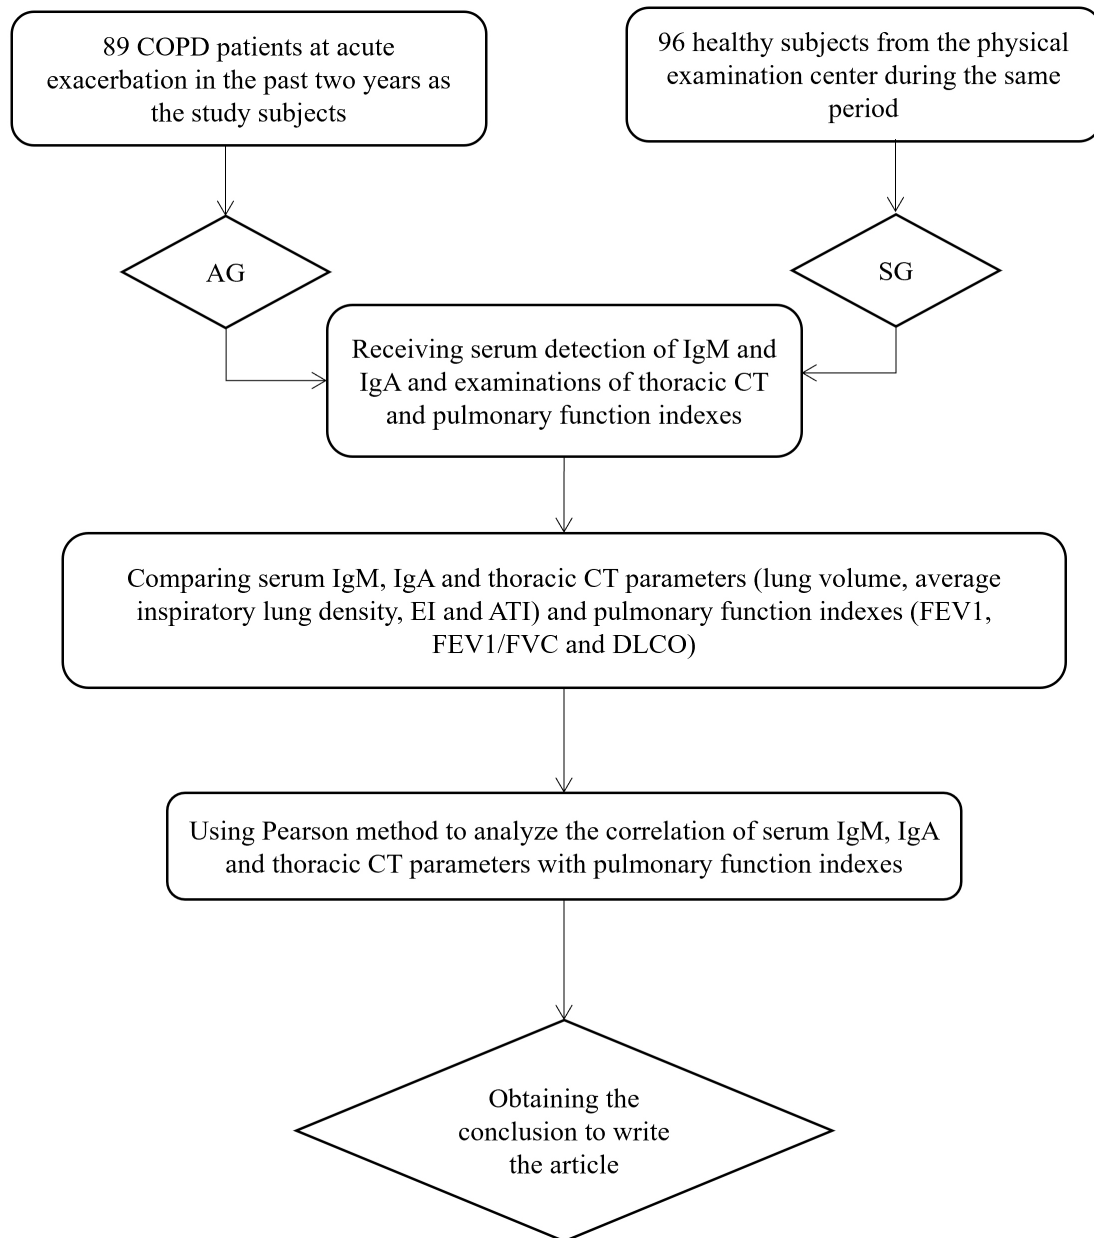 89 COPD patients at acute
exacerbation in the past two years as
the study subjects
96 healthy subjects from the physical
examination center during the same
period
AG
SG
Receiving serum detection of IgM and
IgA and examinations of thoracic CT
and pulmonary function indexes
Comparing serum IgM, IgA and thoracic CT parameters (lung volume, average
inspiratory lung density, EI and ATI) and pulmonary function indexes (FEV1,
FEV1/FVC and DLCO)
Using Pearson method to analyze the correlation of serum IgM, IgA
and thoracic CT parameters with pulmonary function indexes
Obtaining the
conclusion to write
the article